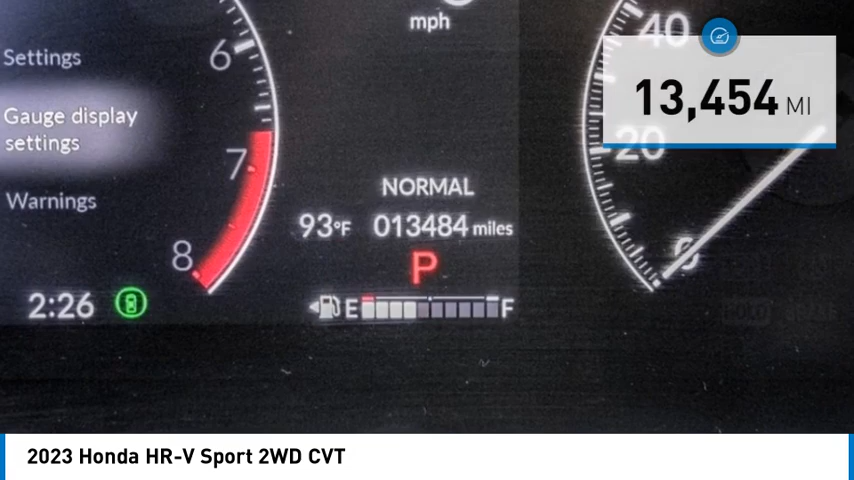 mph
40
13,454 MI
Settings
6
Gauge display
settings
7
20
NORMAL
Warnings
93°F 013484 miles
8
P
0
2:26
E F
2023 Honda HR-V Sport 2WD CVT